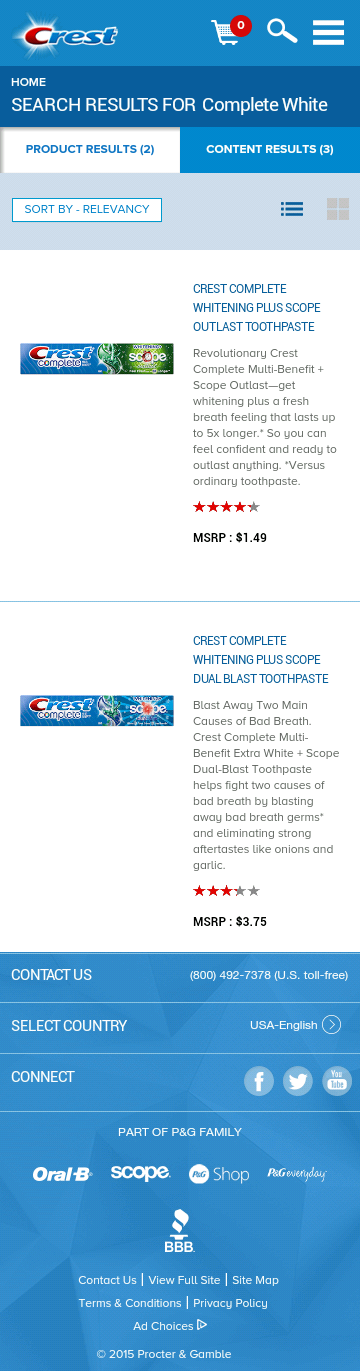 Crest
0
HOME
SEARCH RESULTS FOR Complete White
PRODUCT RESULTS (2)
CONTENT RESULTS (3)
SORT BY - RELEVANCY
CREST COMPLETE
WHITENING PLUS SCOPE
OUTLAST TOOTHPASTE
Crest
complete
Revolutionary Crest
Complete Multi-Benefit +
Scope Outlast—get
whitening plus a fresh
breath feeling that lasts up
to 5x longer.* So you can
feel confident and ready to
outlast anything. *Versus
ordinary toothpaste.
MSRP : $1.49
CREST COMPLETE
WHITENING PLUS SCOPE
DUAL BLAST TOOTHPASTE
Crest
complete
Blast Away Two Main
Causes of Bad Breath.
Crest Complete Multi-
Benefit Extra White + Scope
Dual-Blast Toothpaste
helps fight two causes of
bad breath by blasting
away bad breath germs*
and eliminating strong
aftertastes like onions and
garlic.
MSRP : $3.75
CONTACT US
(800) 492-7378 (U.S. toll-free)
SELECT COUNTRY
USA-English
CONNECT
f
You
Tube
PART OF P&G FAMILY
Oral-B scope P&G Shop P&G everyday
BBB.
Contact Us | View Full Site | Site Map
Terms & Conditions | Privacy Policy
Ad Choices
© 2015 Procter & Gamble